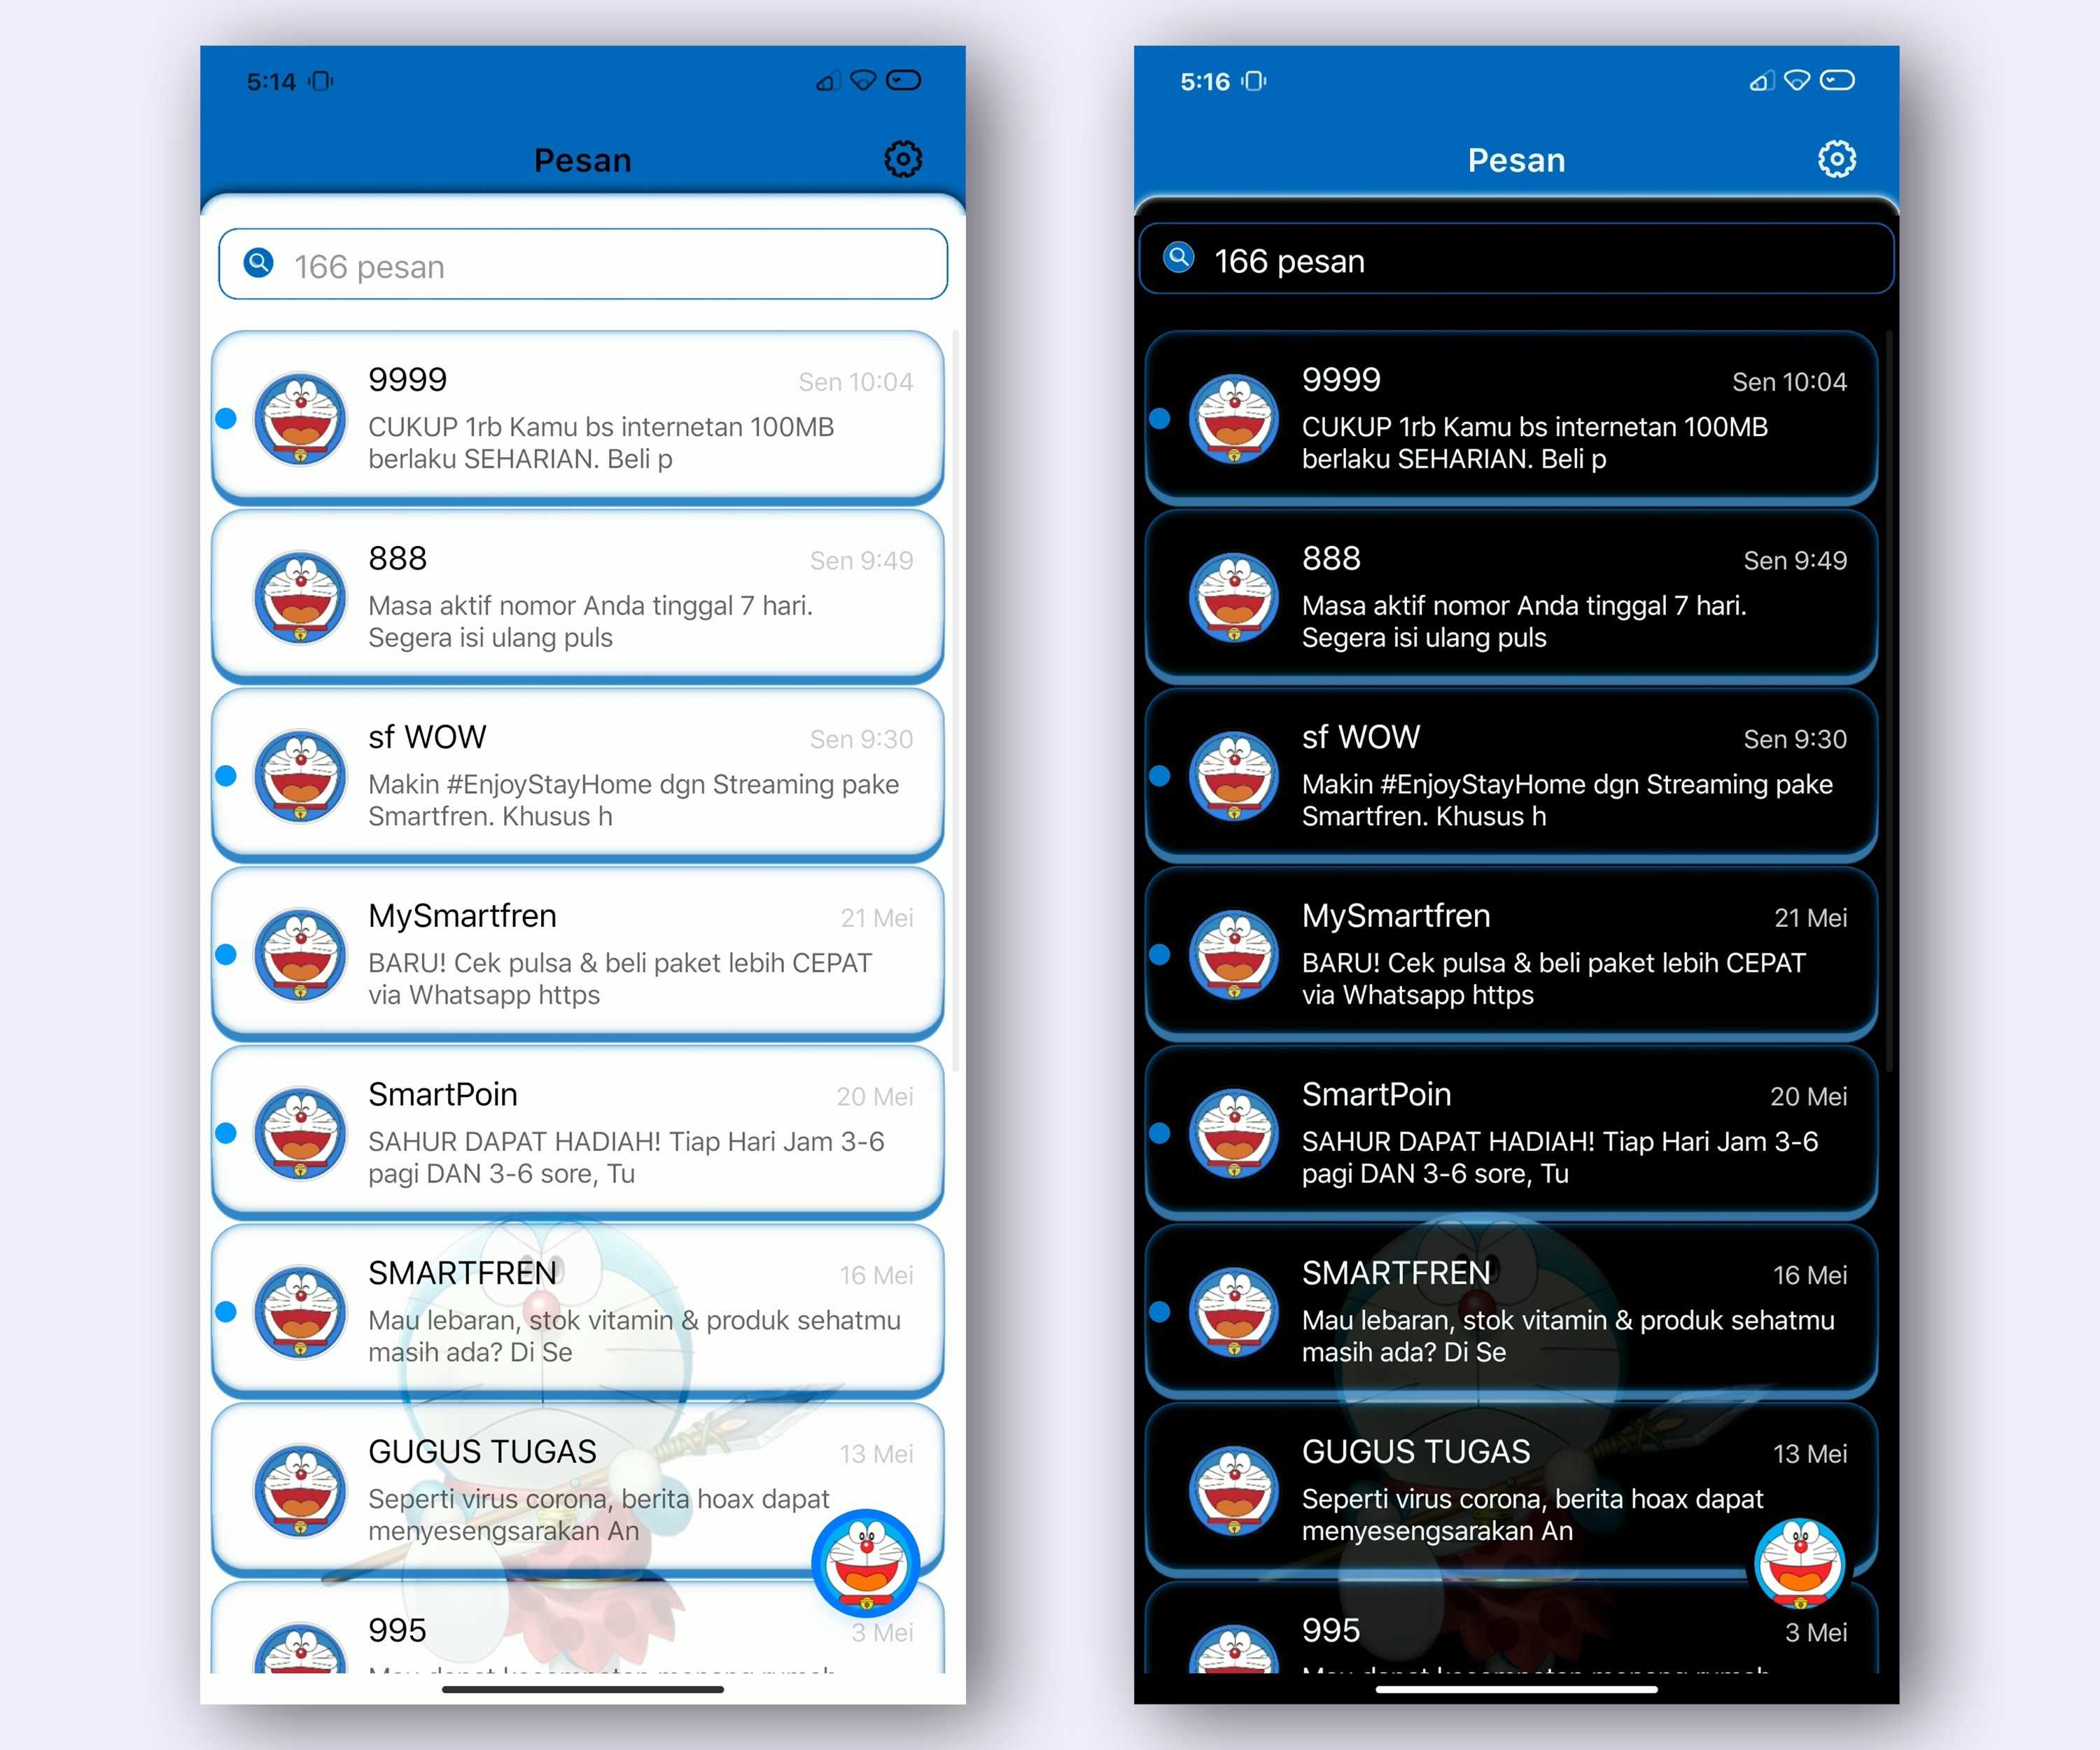 5:14
Pesan
166 pesan
9999
Sen 10:04
CUKUP 1rb Kamu bs internetan 100MB
berlaku SEHARIAN. Beli p
888
Sen 9:49
Masa aktif nomor Anda tinggal 7 hari.
Segera isi ulang puls
sf WOW
Sen 9:30
Makin #EnjoyStayHome dgn Streaming pake
Smartfren. Khusus h
MySmartfren
21 Mei
BARU! Cek pulsa & beli paket lebih CEPAT
via Whatsapp https
SmartPoin
20 Mei
SAHUR DAPAT HADIAH! Tiap Hari Jam 3-6
pagi DAN 3-6 sore, Tu
SMARTFREN
16 Mei
Mau lebaran, stok vitamin & produk sehatmu
masih ada? Di Se
GUGUS TUGAS
13 Mei
Seperti virus corona, berita hoax dapat
menyesengsarakan An
995
3 Mei
5:16
Pesan
166 pesan
9999
Sen 10:04
CUKUP 1rb Kamu bs internetan 100MB
berlaku SEHARIAN. Beli p
888
Sen 9:49
Masa aktif nomor Anda tinggal 7 hari.
Segera isi ulang puls
sf WOW
Sen 9:30
Makin #EnjoyStayHome dgn Streaming pake
Smartfren. Khusus h
MySmartfren
21 Mei
BARU! Cek pulsa & beli paket lebih CEPAT
via Whatsapp https
SmartPoin
20 Mei
SAHUR DAPAT HADIAH! Tiap Hari Jam 3-6
pagi DAN 3-6 sore, Tu
SMARTFREN
16 Mei
Mau lebaran, stok vitamin & produk sehatmu
masih ada? Di Se
GUGUS TUGAS
13 Mei
Seperti virus corona, berita hoax dapat
menyesengsarakan An
995
3 Mei